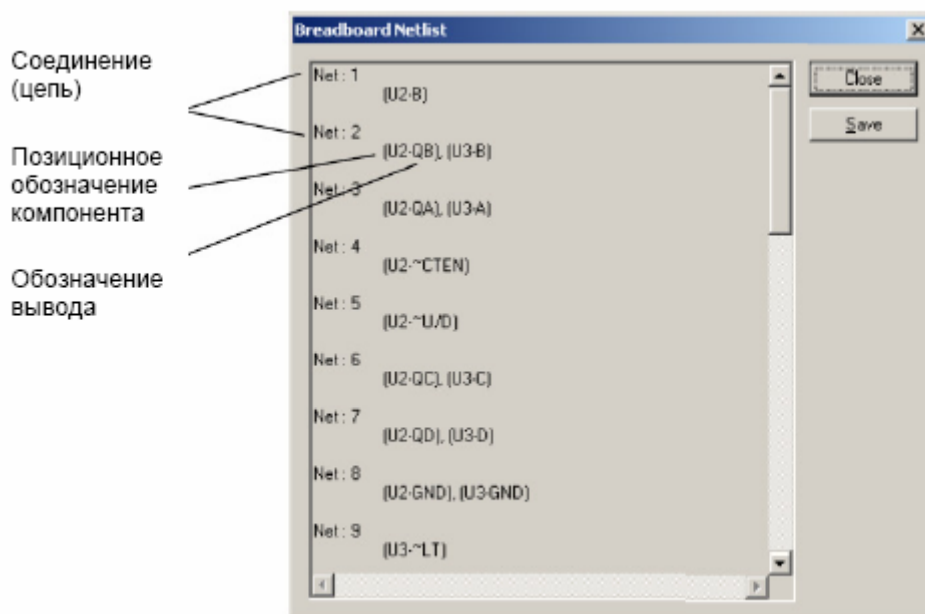 Breadboard Netlist
Соединение
(цепь)
Позиционное
обозначение
компонента
Обозначение
вывода
Net : 1
(U2-B)
Net : 2
(U2-QB), (U3-B)
Net : 3
(U2-QA), (U3-A)
Net : 4
(U2-~CTEN)
Net : 5
(U2-~U/D)
Net : 6
(U2-QC), (U3-C)
Net : 7
(U2-QD), (U3-D)
Net : 8
(U2-GND), (U3-GND)
Net : 9
(U3-~LT)
Close
Save